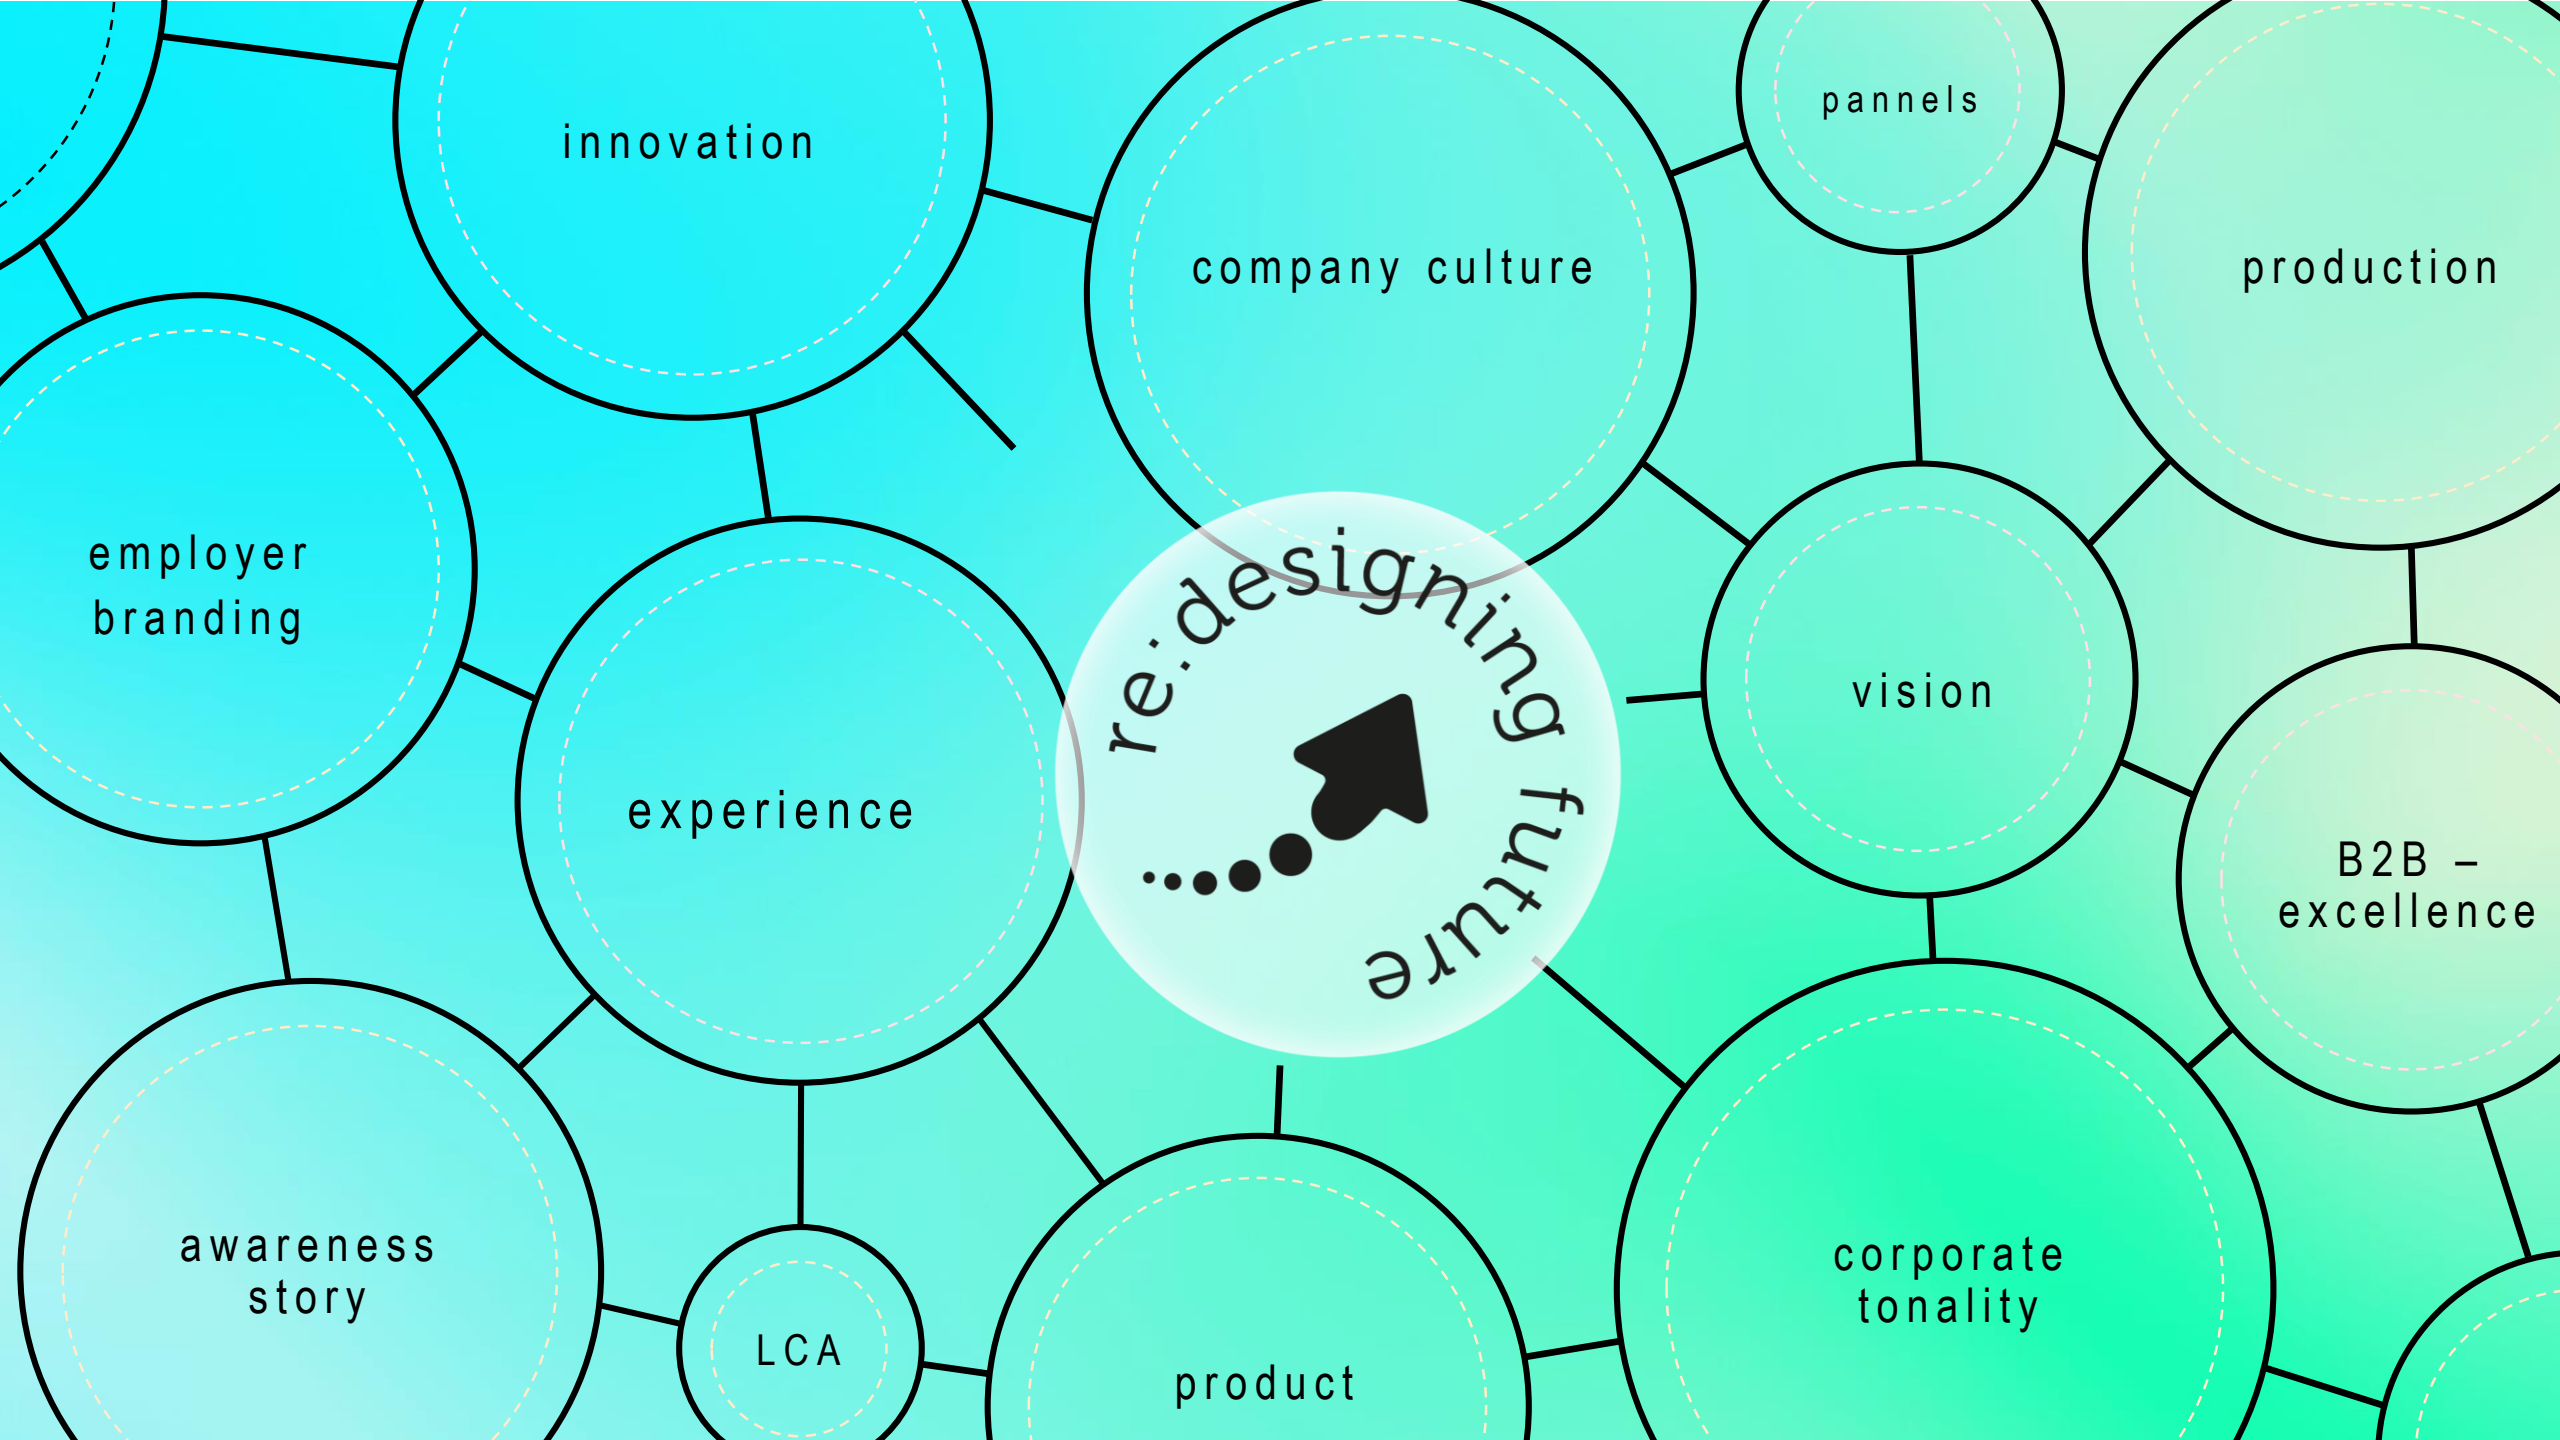 innovation
company culture
pannels
production
employer
branding
experience
re:designing future
vision
B2B –
excellence
awareness
story
LCA
product
corporate
tonality